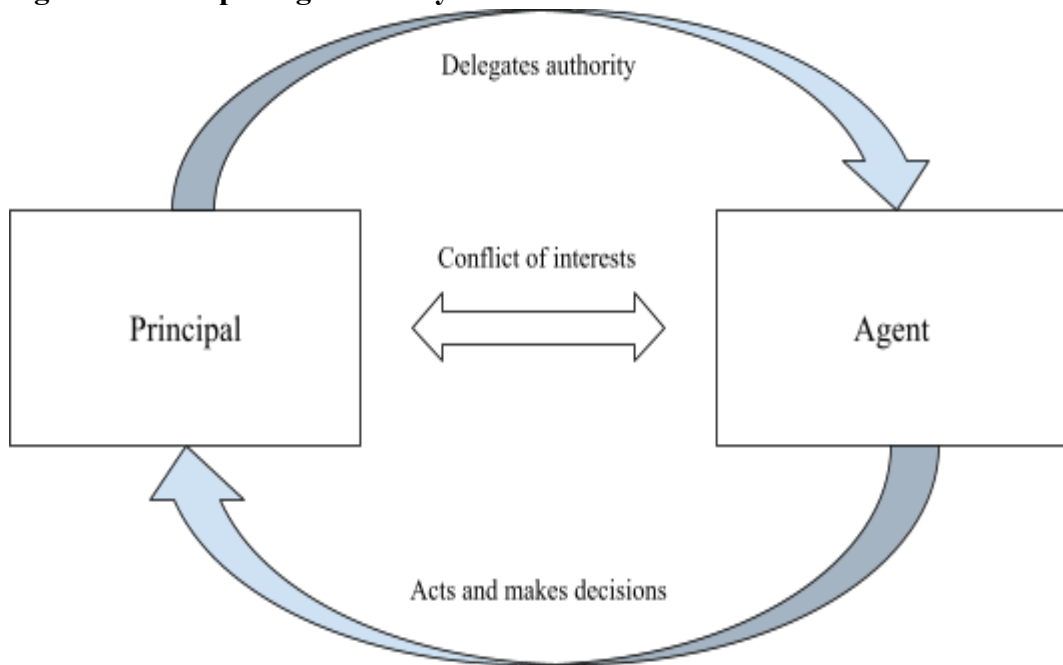 Delegates authority
Conflict of interests
Principal
Agent
Acts and makes decisions